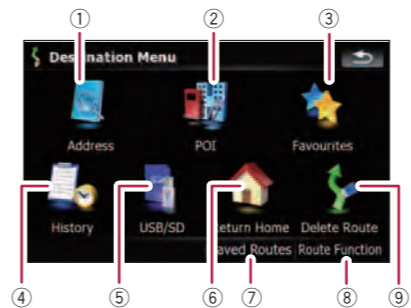 ① ② ③
Destination Menu
Address POI Favourites
History USB/SD Return Home Delete Route
Saved Routes Route Function
④ ⑤ ⑥ ⑦ ⑧ ⑨